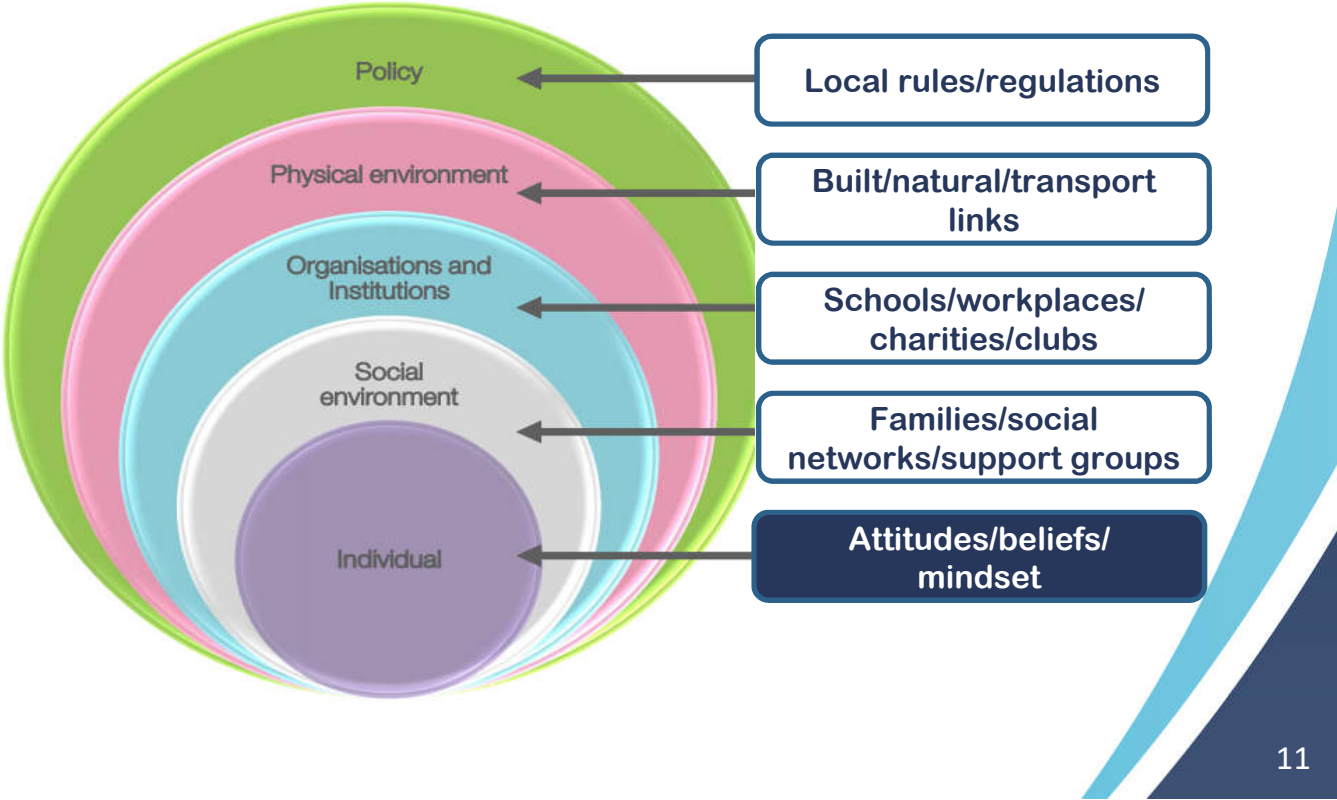 Policy
Local rules/regulations
Physical environment
Built/natural/transport
links
Organisations and
Institutions
Schools/workplaces/
charities/clubs
Social
environment
Families/social
networks/support groups
Individual
Attitudes/beliefs/
mindset
11